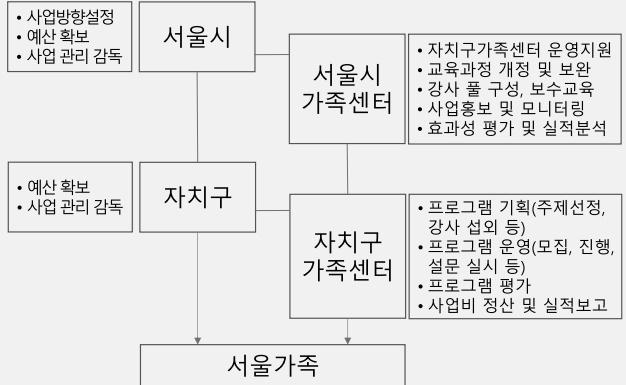 • 사업방향설정
• 예산 확보
• 사업 관리 감독
서울시
서울시
가족센터
• 자치구가족센터 운영지원
• 교육과정 개정 및 보완
• 강사 풀 구성, 보수교육
• 사업홍보 및 모니터링
• 효과성 평가 및 실적분석
• 예산 확보
• 사업 관리 감독
자치구
자치구
가족센터
• 프로그램 기획(주제선정,
강사 섭외 등)
• 프로그램 운영(모집, 진행,
설문 실시 등)
• 프로그램 평가
• 사업비 정산 및 실적보고
서울가족